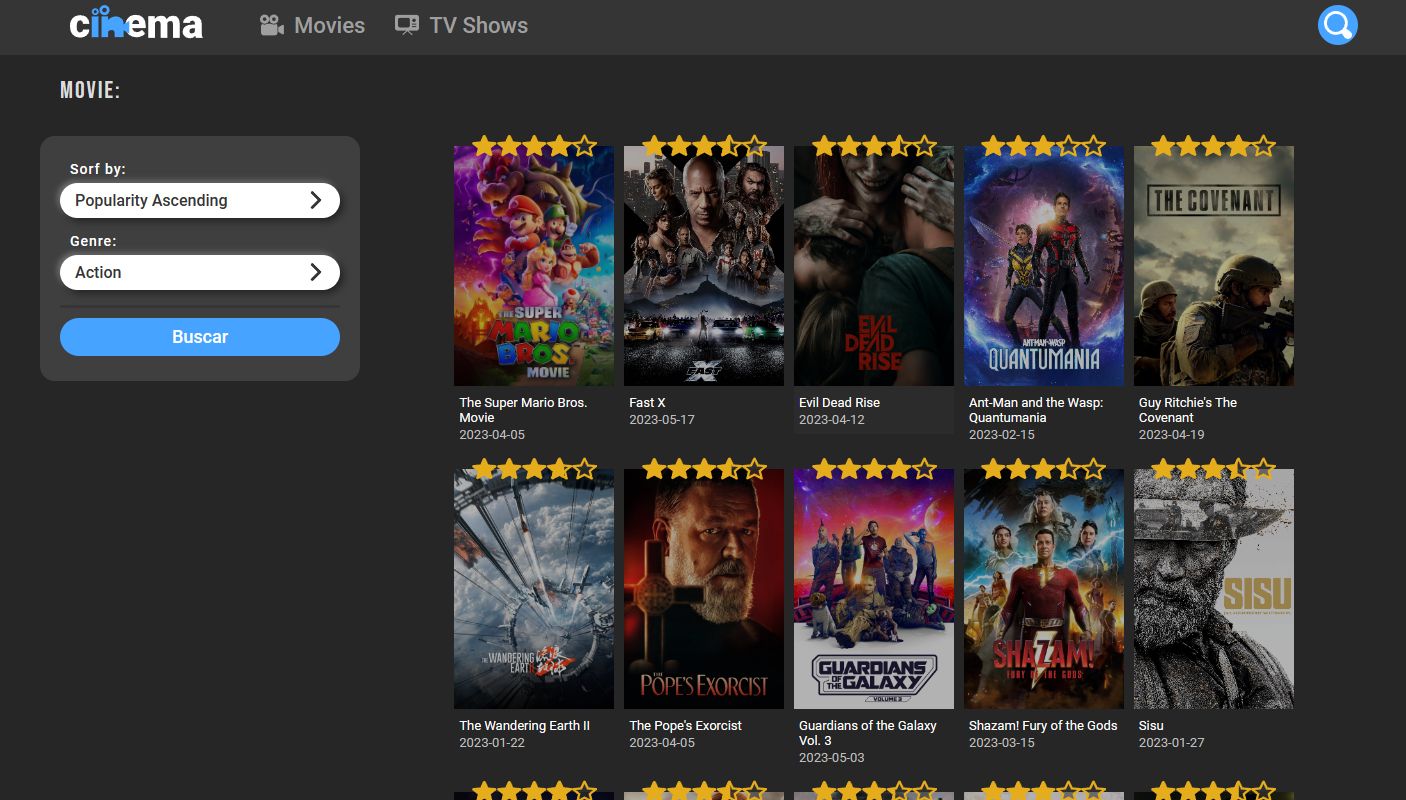 cinema
Movies
TV Shows
MOVIE:
Sorf by:
Popularity Ascending
Genre:
Action
Buscar
THE SUPER
MARIO
BROS
MOVIE
The Super Mario Bros.
Movie
2023-04-05
FAST
X
Fast X
2023-05-17
EVIL
DEAD
RISE
Evil Dead Rise
2023-04-12
ANT-MAN AND THE WASP
QUANTUMANIA
Ant-Man and the Wasp:
Quantumania
2023-02-15
THE COVENANT
Guy Ritchie's The
Covenant
2023-04-19
THE WANDERING
EARTH II
The Wandering Earth II
2023-01-22
THE
POPE'S EXORCIST
The Pope's Exorcist
2023-04-05
GUARDIANS
OF THE GALAXY
VOLUME 3
Guardians of the Galaxy
Vol. 3
2023-05-03
SHAZAM!
FURY OF THE GODS
Shazam! Fury of the Gods
2023-03-15
SISU
Sisu
2023-01-27